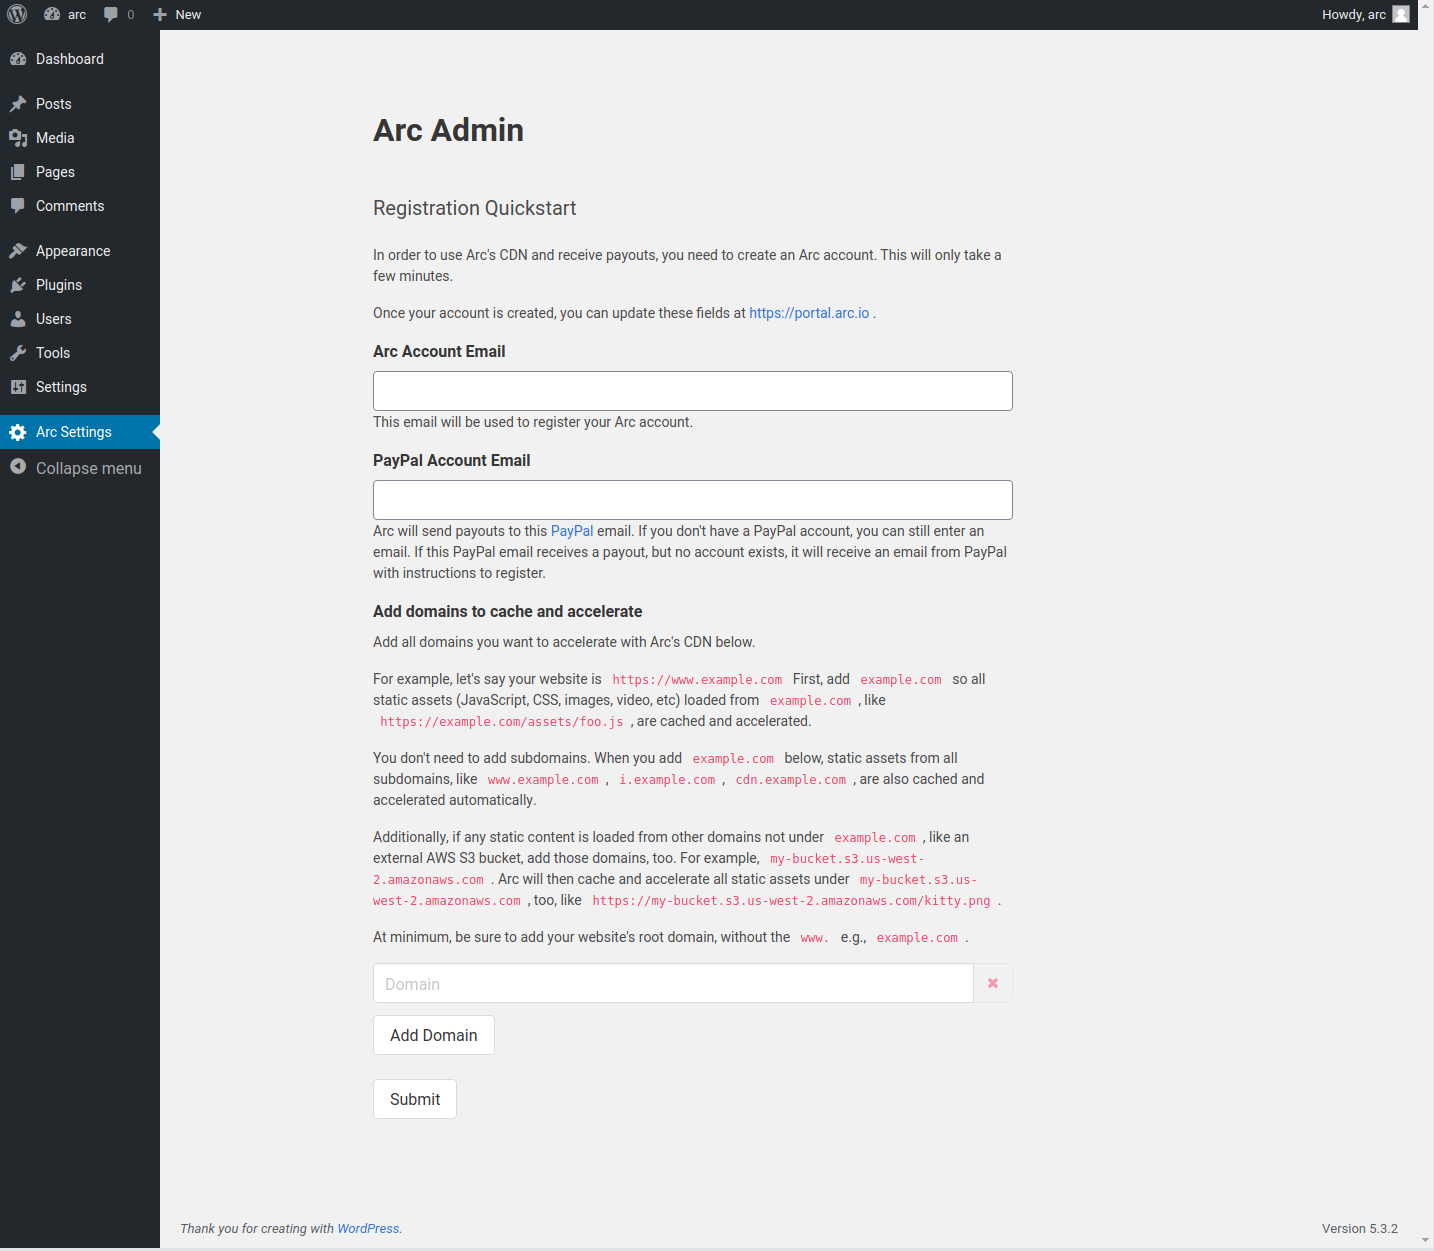 arc 0 New Howdy, arc
Dashboard
Posts
Media
Pages
Comments
Appearance
Plugins
Users
Tools
Settings
Arc Settings
Collapse menu
Arc Admin
Registration Quickstart
In order to use Arc's CDN and receive payouts, you need to create an Arc account. This will only take a
few minutes.
Once your account is created, you can update these fields at https://portal.arc.io .
Arc Account Email
This email will be used to register your Arc account.
PayPal Account Email
Arc will send payouts to this PayPal email. If you don't have a PayPal account, you can still enter an
email. If this PayPal email receives a payout, but no account exists, it will receive an email from PayPal
with instructions to register.
Add domains to cache and accelerate
Add all domains you want to accelerate with Arc's CDN below.
For example, let's say your website is https://www.example.com First, add example.com so all
static assets (JavaScript, CSS, images, video, etc) loaded from example.com , like
https://example.com/assets/foo.js , are cached and accelerated.
You don't need to add subdomains. When you add example.com below, static assets from all
subdomains, like www.example.com , i.example.com , cdn.example.com , are also cached and
accelerated automatically.
Additionally, if any static content is loaded from other domains not under example.com , like an
external AWS S3 bucket, add those domains, too. For example, my-bucket.s3.us-west-
2.amazonaws.com . Arc will then cache and accelerate all static assets under my-bucket.s3.us-
west-2.amazonaws.com , too, like https://my-bucket.s3.us-west-2.amazonaws.com/kitty.png .
At minimum, be sure to add your website's root domain, without the www. e.g., example.com .
Domain
Add Domain
Submit
Thank you for creating with WordPress. Version 5.3.2